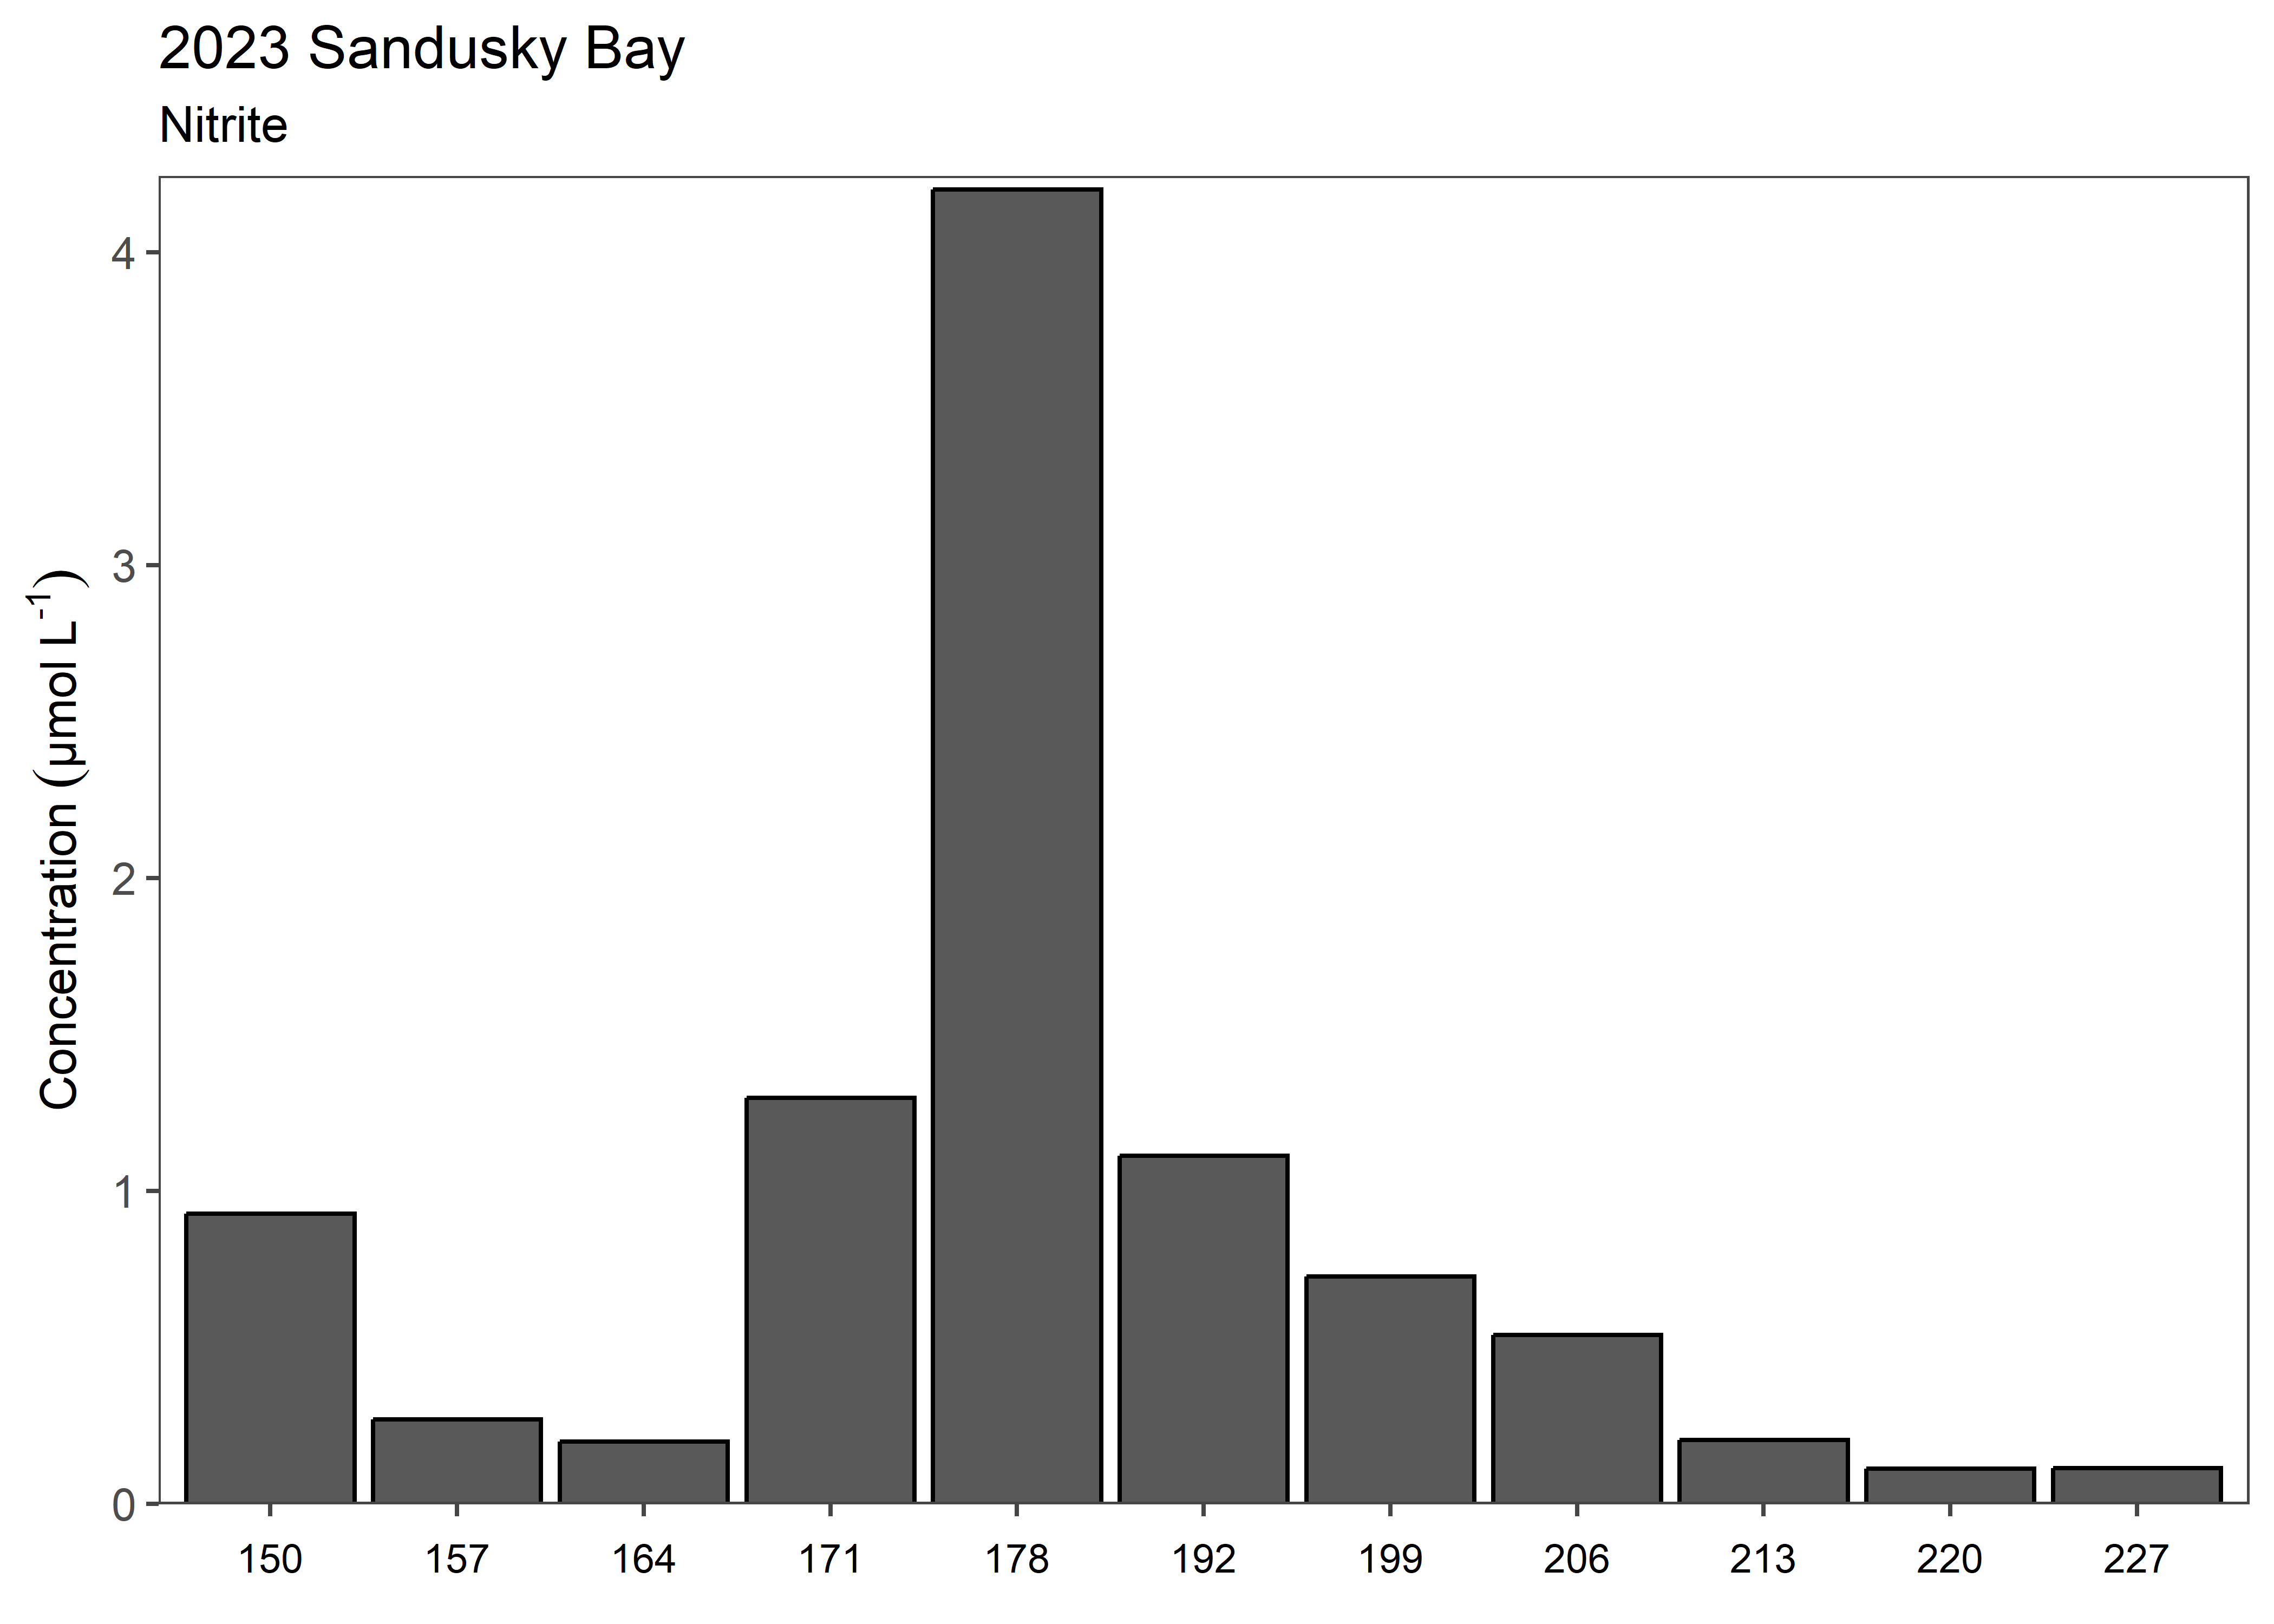 2023 Sandusky Bay
Nitrite
Concentration (µmol L⁻¹)
4
3
2
1
0
150 157 164 171 178 192 199 206 213 220 227